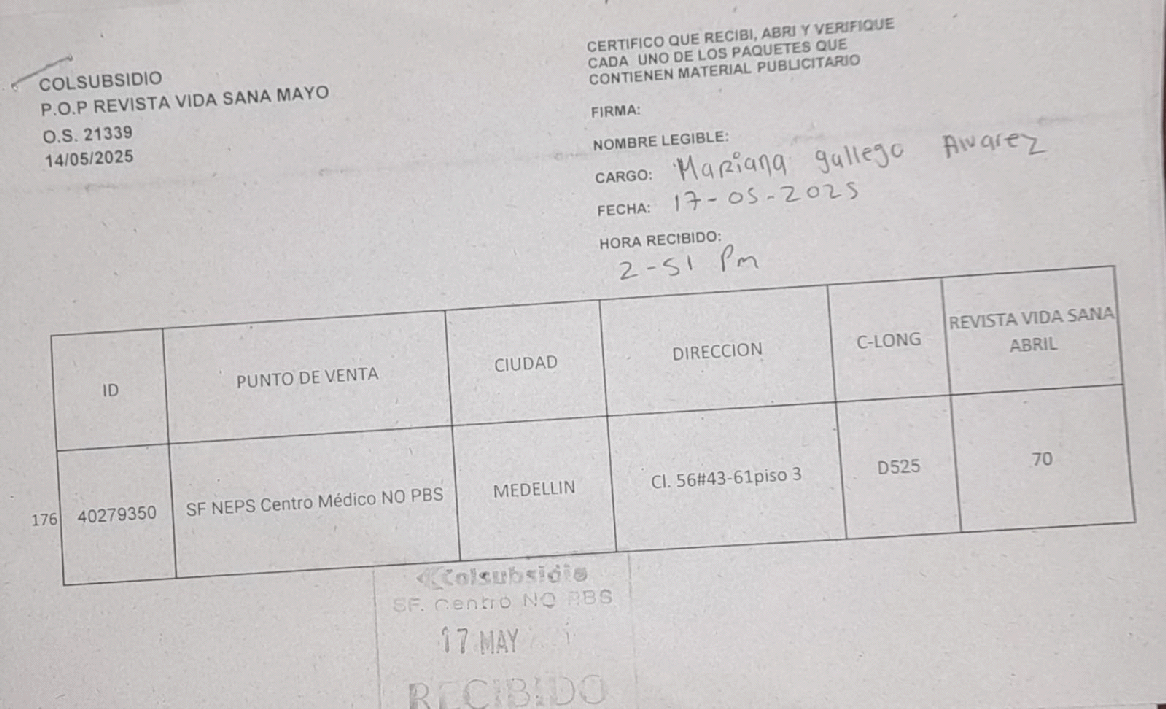 COLSUBSIDIO
P.O.P REVISTA VIDA SANA MAYO
O.S. 21339
14/05/2025
CERTIFICO QUE RECIBI, ABRI Y VERIFIQUE
CADA UNO DE LOS PAQUETES QUE
CONTIENEN MATERIAL PUBLICITARIO
FIRMA:
NOMBRE LEGIBLE:
CARGO: Mariana gallego Alvarez
FECHA: 17-05-2025
HORA RECIBIDO:
2-51 Pm
ID PUNTO DE VENTA CIUDAD DIRECCION C-LONG REVISTA VIDA SANA
ABRIL
176 40279350 SF NEPS Centro Médico NO PBS MEDELLIN Cl. 56#43-61piso 3 D525 70
Colsubsidio
SF. Centro NO PBS
17 MAY
RECIBIDO